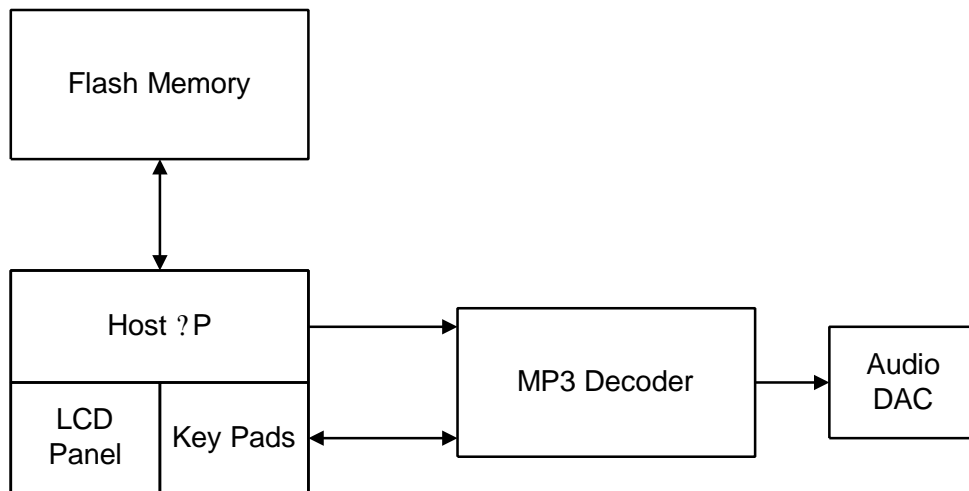 Flash Memory
Host ?P
MP3 Decoder
Audio
DAC
LCD
Panel
Key Pads